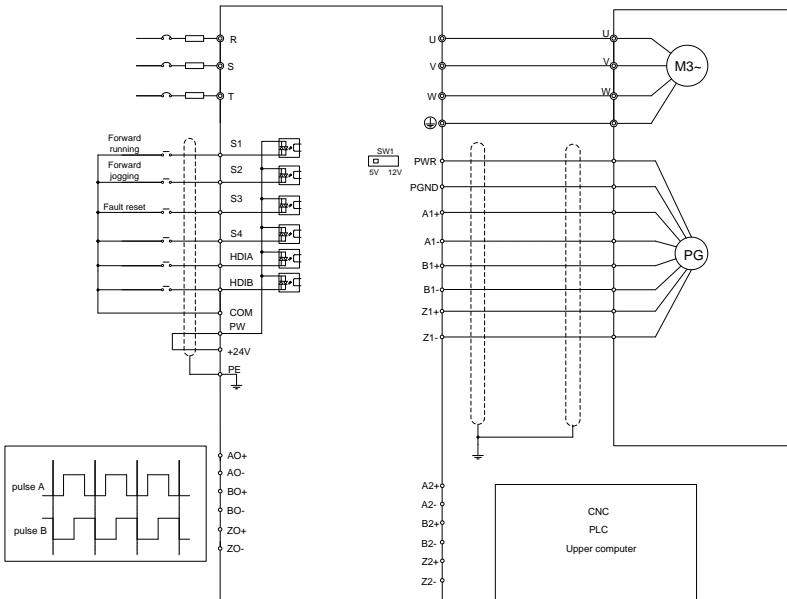 R
S
T
Forward
running
S1
Forward
jogging
S2
Fault reset
S3
S4
HDIA
HDIB
COM
PW
+24V
PE
U
V
W
SW1
5V 12V
PWR
PGND
A1+
A1-
B1+
B1-
Z1+
Z1-
U
V
W
M3~
PG
pulse A
pulse B
AO+
AO-
BO+
BO-
ZO+
ZO-
A2+
A2-
B2+
B2-
Z2+
Z2-
CNC
PLC
Upper computer